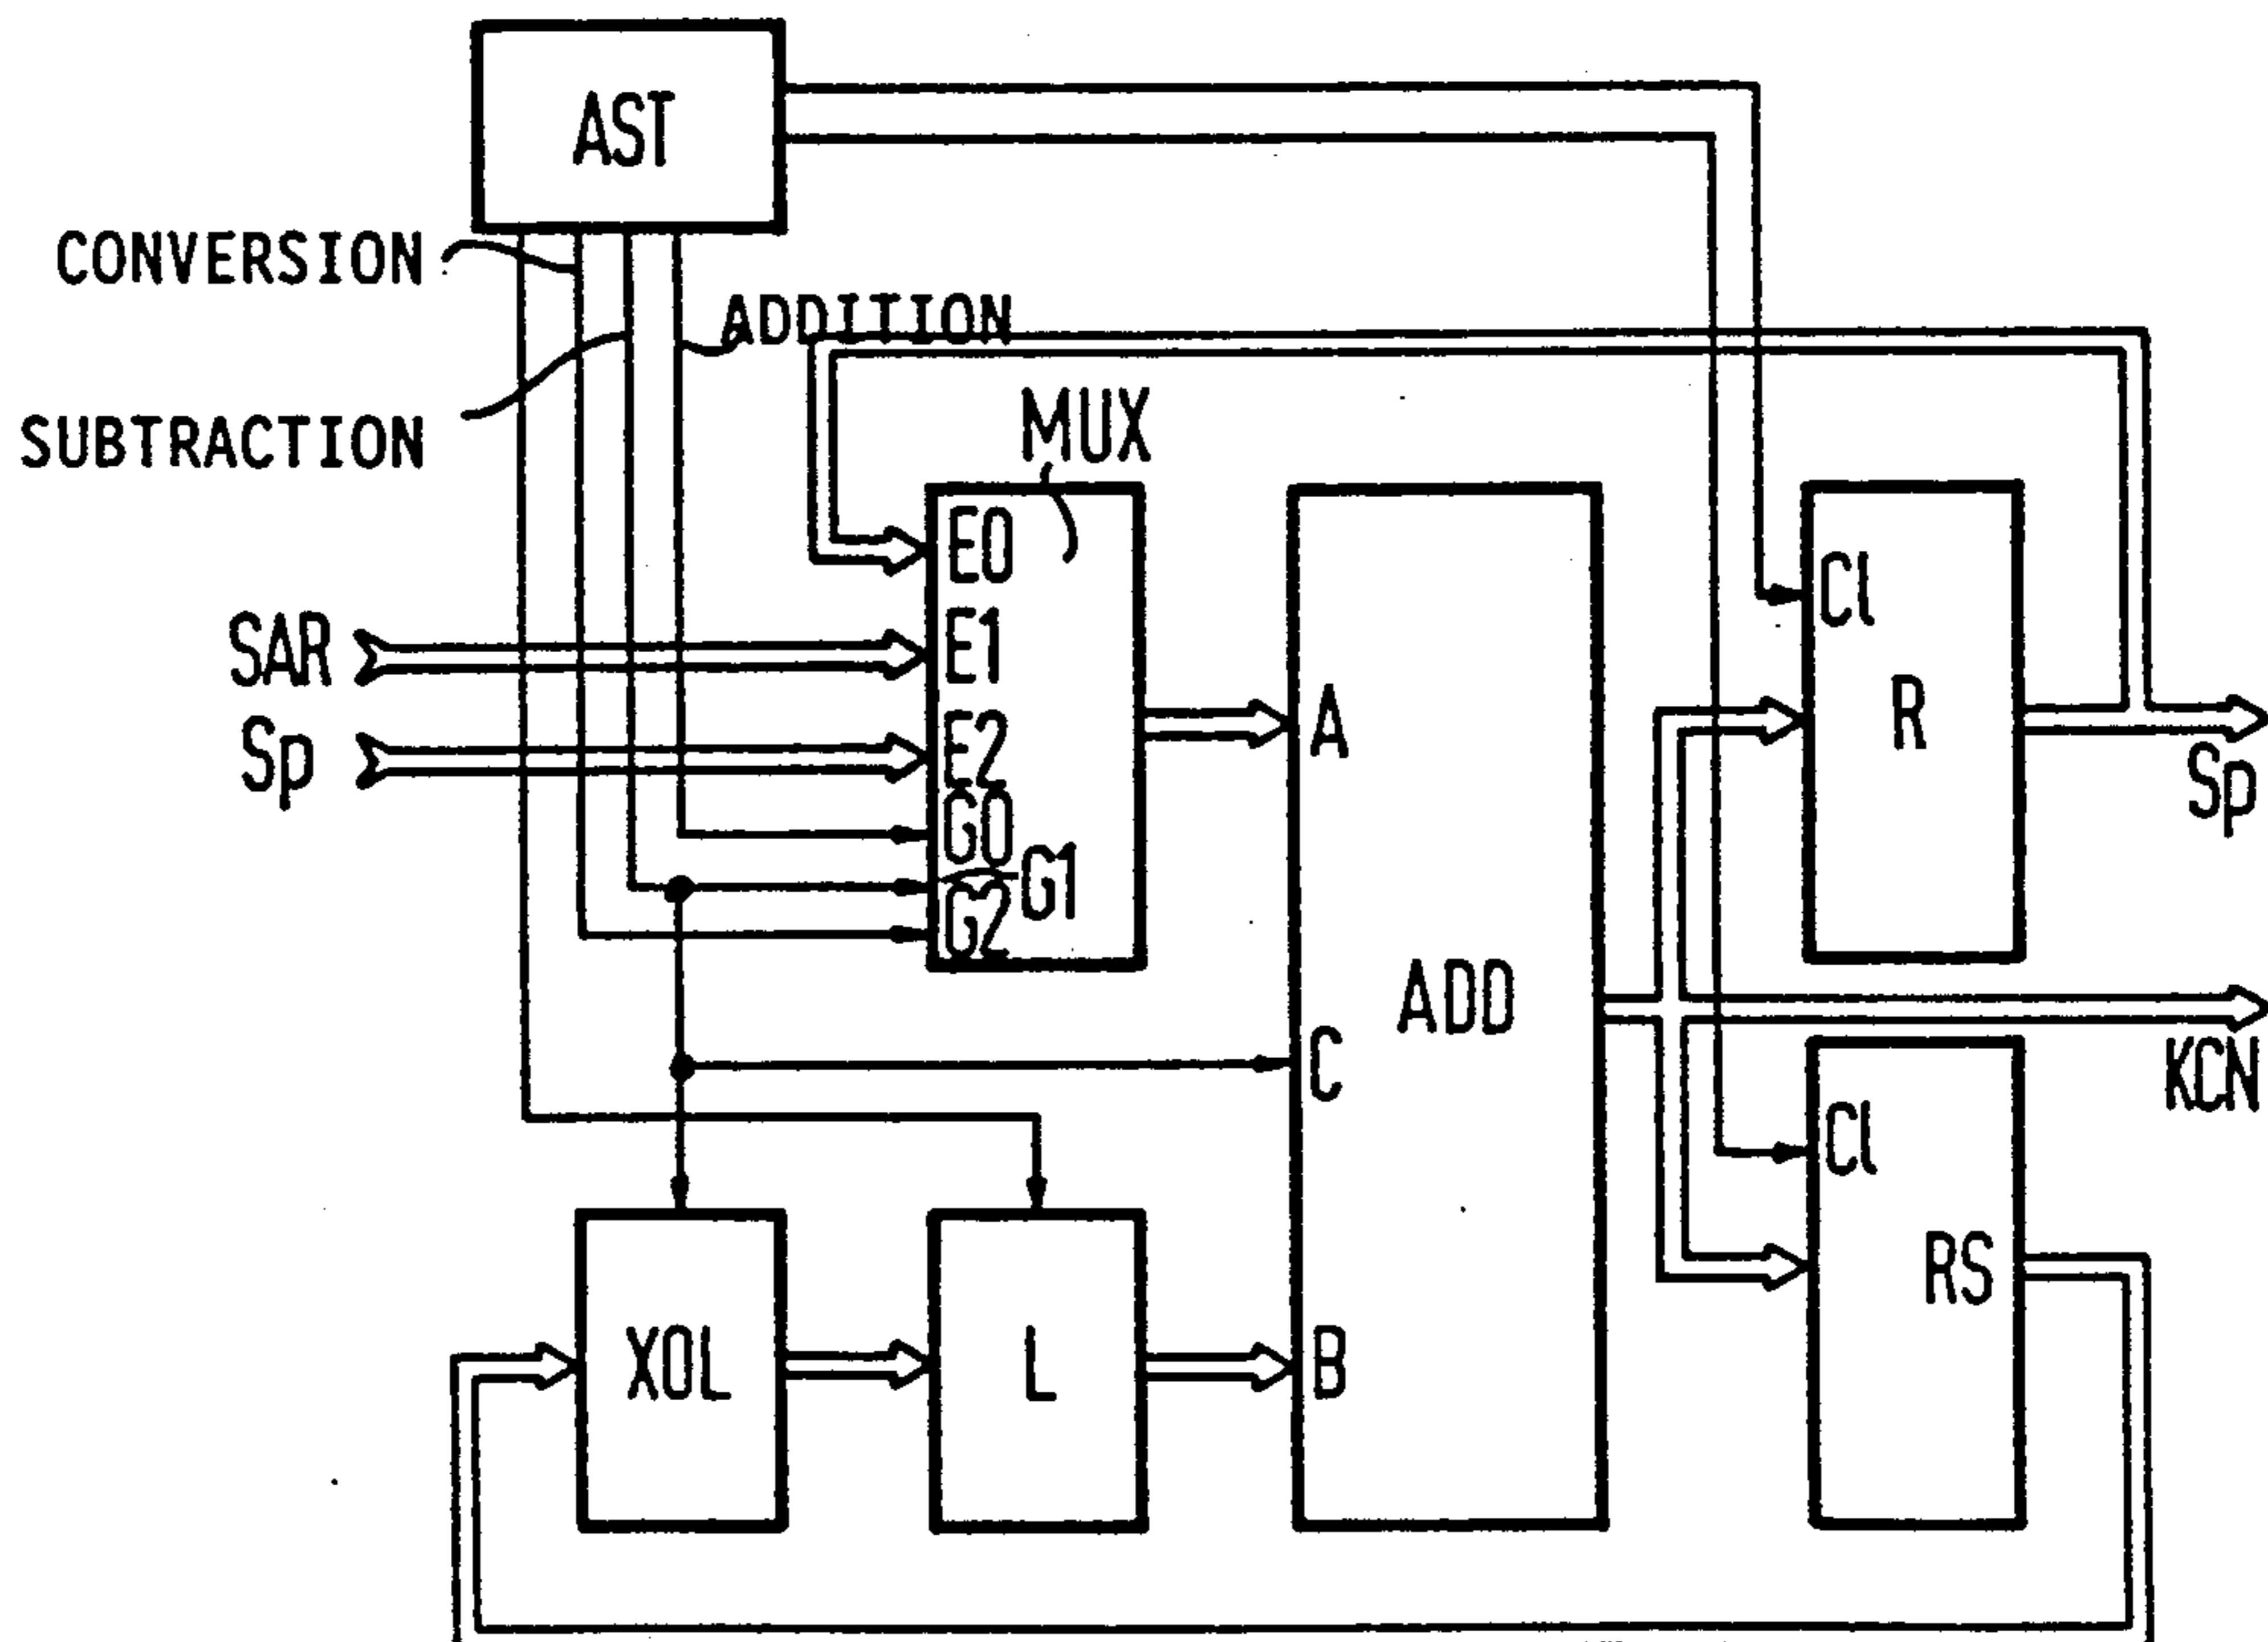 AST
CONVERSION
ADDITION
SUBTRACTION
MUX
E0
Cl
SAR
E1
A
R
Sp
E2
Sp
G0
G1
G2
ADD
C
KCN
Cl
RS
XOL
L
B